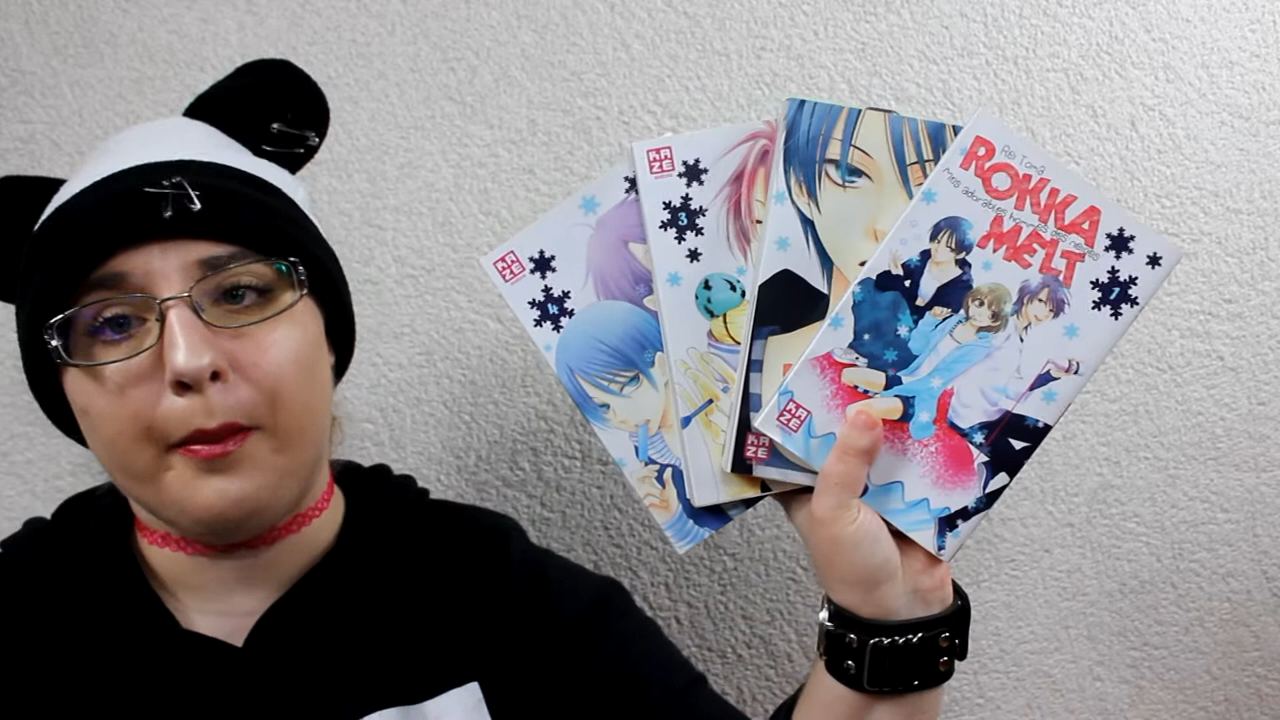 KAZE
4
KAZE
3
KAZE
Rei Toma
ROKKA
Mes adorables hommes des neiges
MELT
1
KAZE